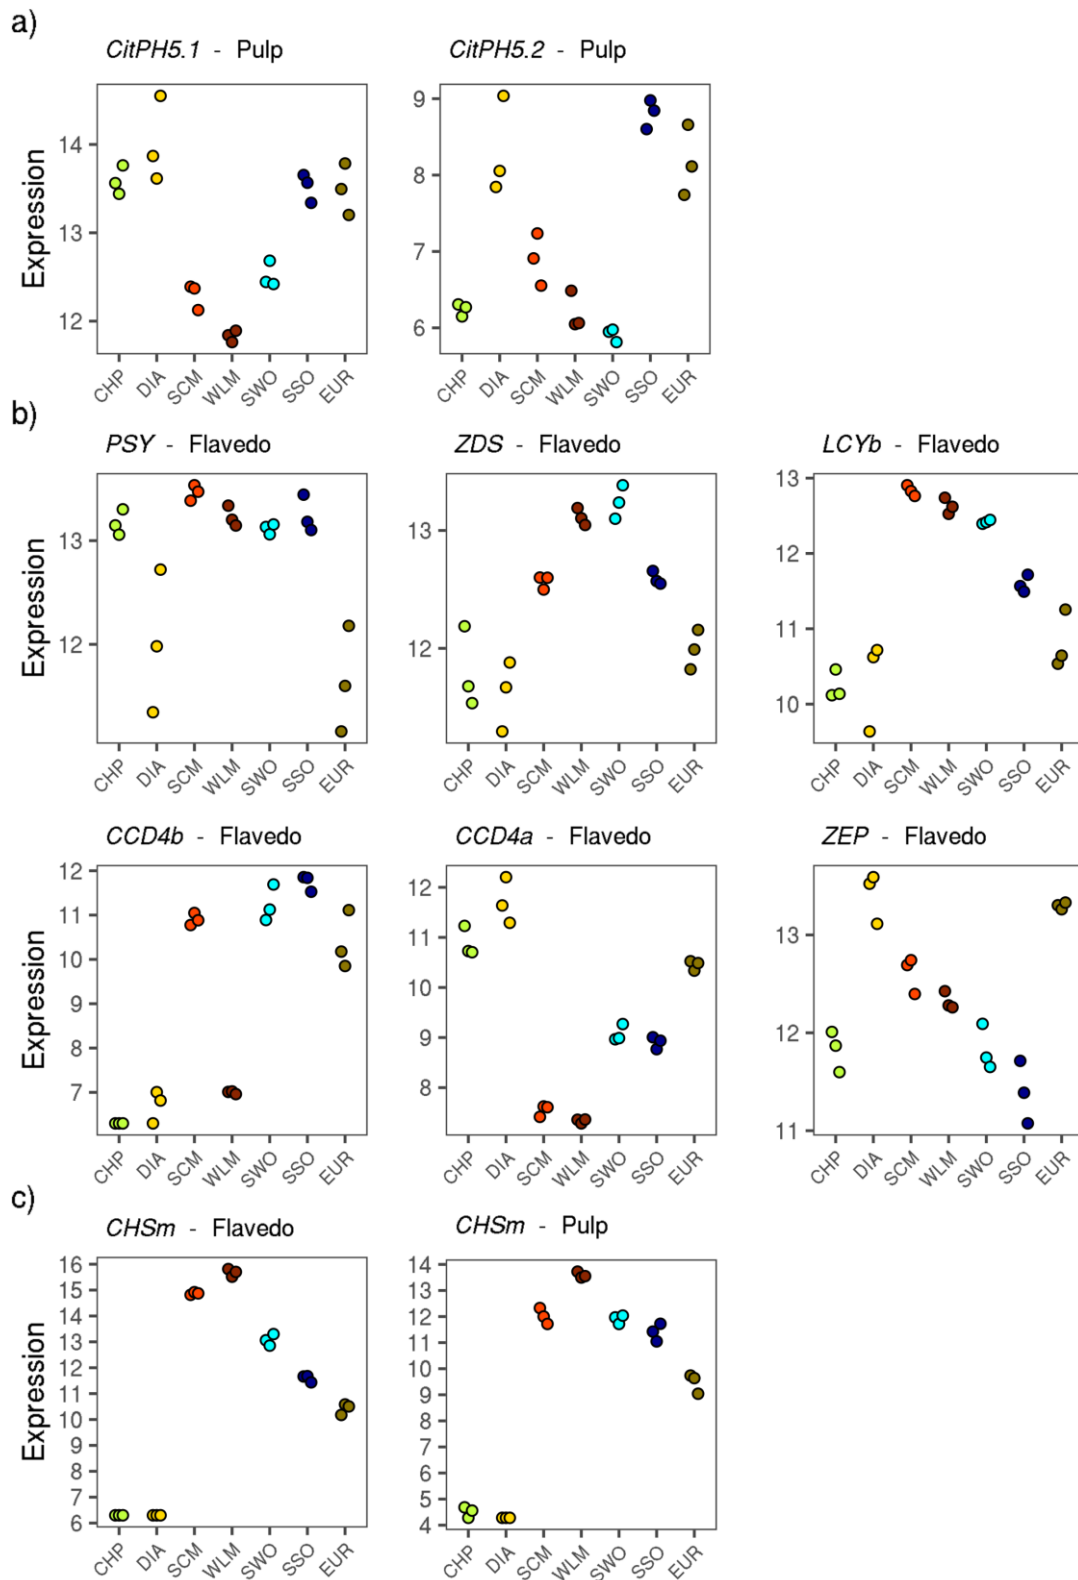 a)
CitPH5.1 - Pulp
CitPH5.2 - Pulp
Expression
14
13
12
9
8
7
6
CHP DIA SCM WLM SWO SSO EUR
CHP DIA SCM WLM SWO SSO EUR
b)
PSY - Flavedo
ZDS - Flavedo
LCYb - Flavedo
Expression
13
12
13
12
13
12
11
10
CHP DIA SCM WLM SWO SSO EUR
CHP DIA SCM WLM SWO SSO EUR
CHP DIA SCM WLM SWO SSO EUR
CCD4b - Flavedo
CCD4a - Flavedo
ZEP - Flavedo
Expression
12
11
10
9
8
7
12
11
10
9
8
13
12
11
CHP DIA SCM WLM SWO SSO EUR
CHP DIA SCM WLM SWO SSO EUR
CHP DIA SCM WLM SWO SSO EUR
c)
CHSm - Flavedo
CHSm - Pulp
Expression
16
15
14
13
12
11
10
9
8
7
6
14
13
12
11
10
9
8
7
6
5
4
CHP DIA SCM WLM SWO SSO EUR
CHP DIA SCM WLM SWO SSO EUR